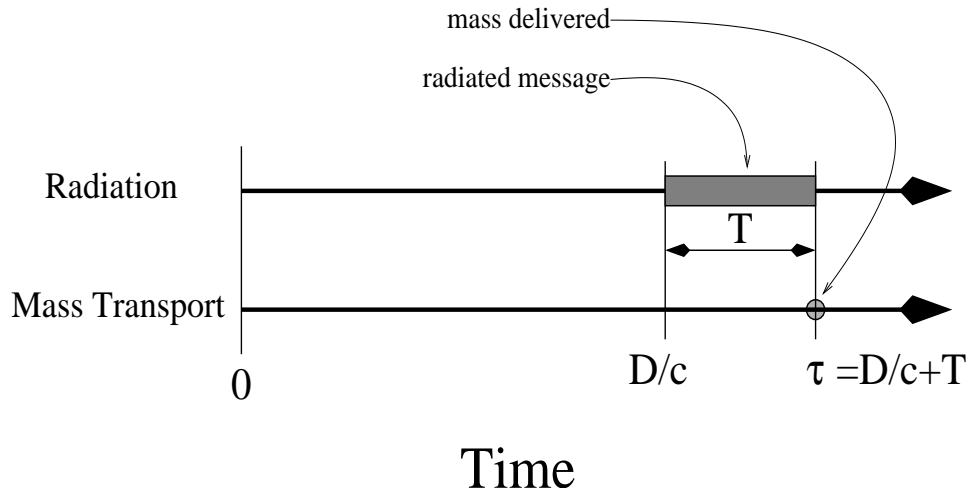 mass delivered
radiated message
Radiation
T
Mass Transport
0
D/c
τ =D/c+T
Time